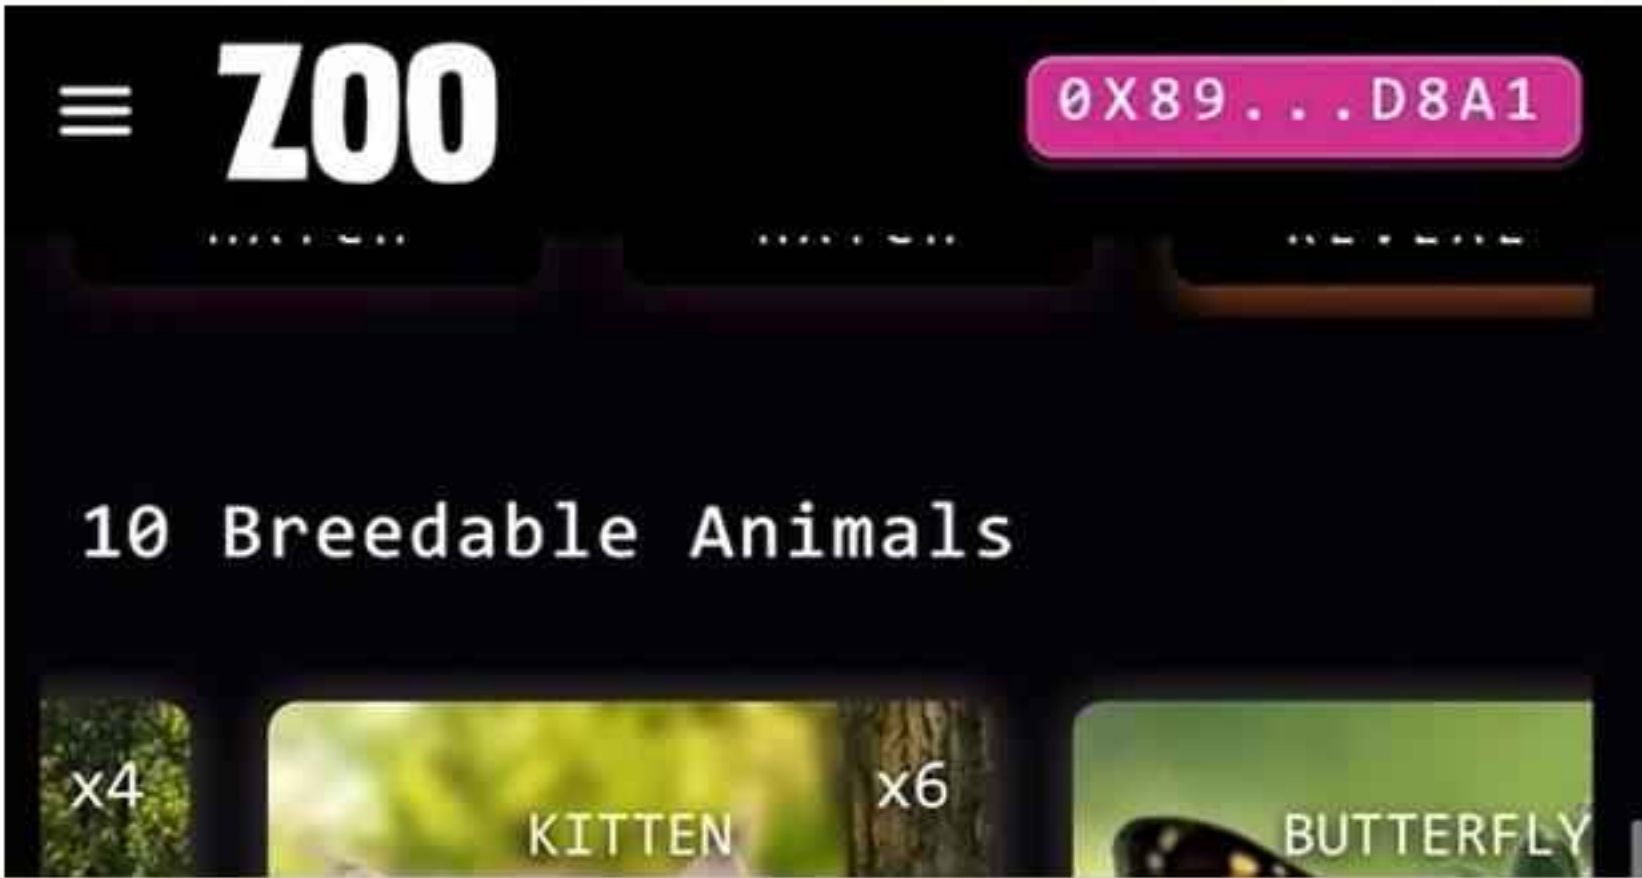 ZOO
0X89...D8A1
10 Breedable Animals
x4
KITTEN
x6
BUTTERFLY